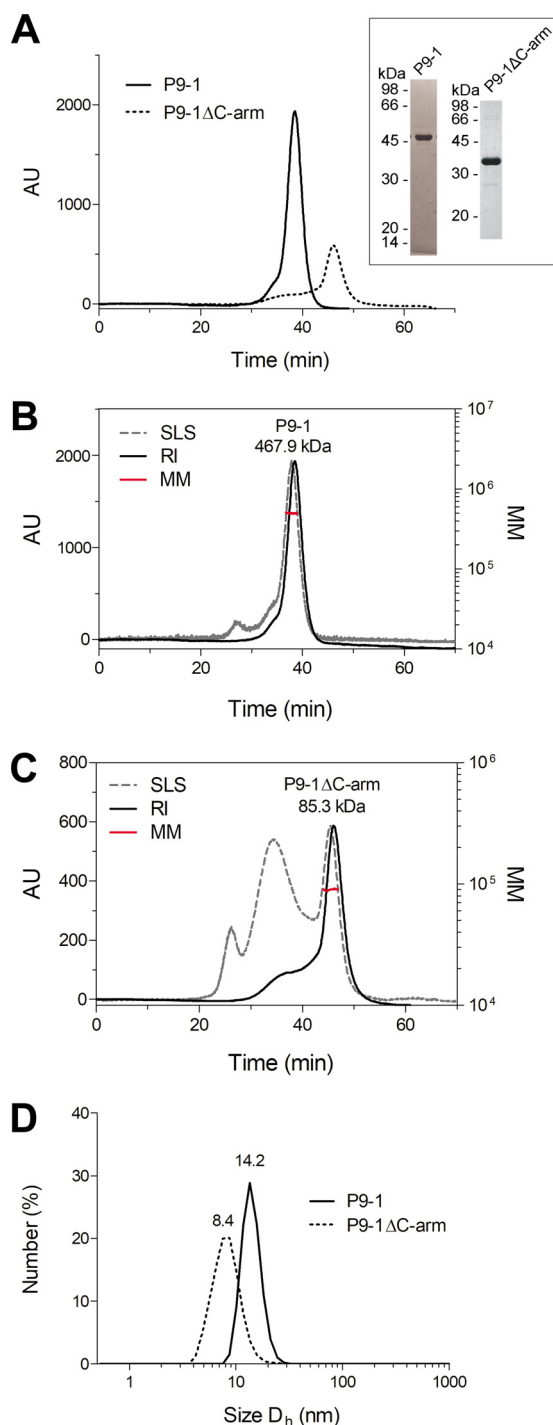 A
P9-1
P9-1ΔC-arm
2000
1000
0
AU
0 20 40 60
Time (min)
kDa P9-1
98 -
66 -
45 -
30 -
20 -
14 -
kDa P9-1ΔC-arm
98 -
66 -
45 -
30 -
20 -
B
SLS
RI
MM
P9-1
467.9 kDa
2000
1000
0
AU
10⁷
10⁶
10⁵
10⁴
MM
0 20 40 60
Time (min)
C
SLS
RI
MM
P9-1ΔC-arm
85.3 kDa
800
600
400
200
0
AU
10⁶
10⁵
10⁴
MM
0 20 40 60
Time (min)
D
40
30
20
10
0
Number (%)
14.2
8.4
P9-1
P9-1ΔC-arm
1 10 100 1000
Size Dₕ (nm)